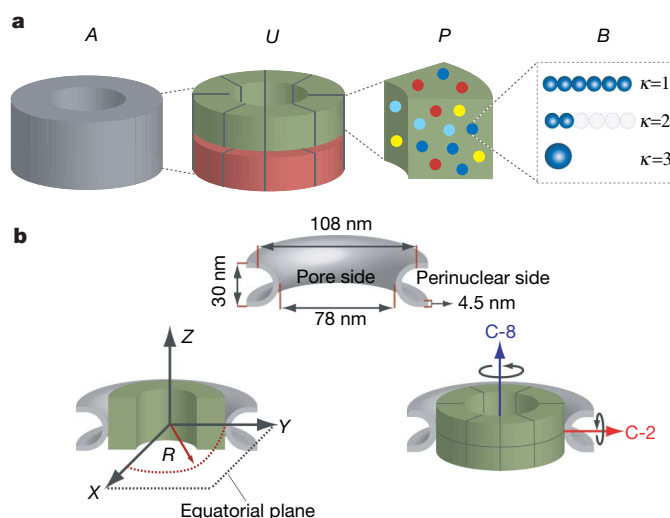 a
A U P B
κ=1
κ=2
κ=3
b
108 nm
30 nm
Pore side
Perinuclear side
4.5 nm
78 nm
Z
Y
R
X
Equatorial plane
C-8
C-2